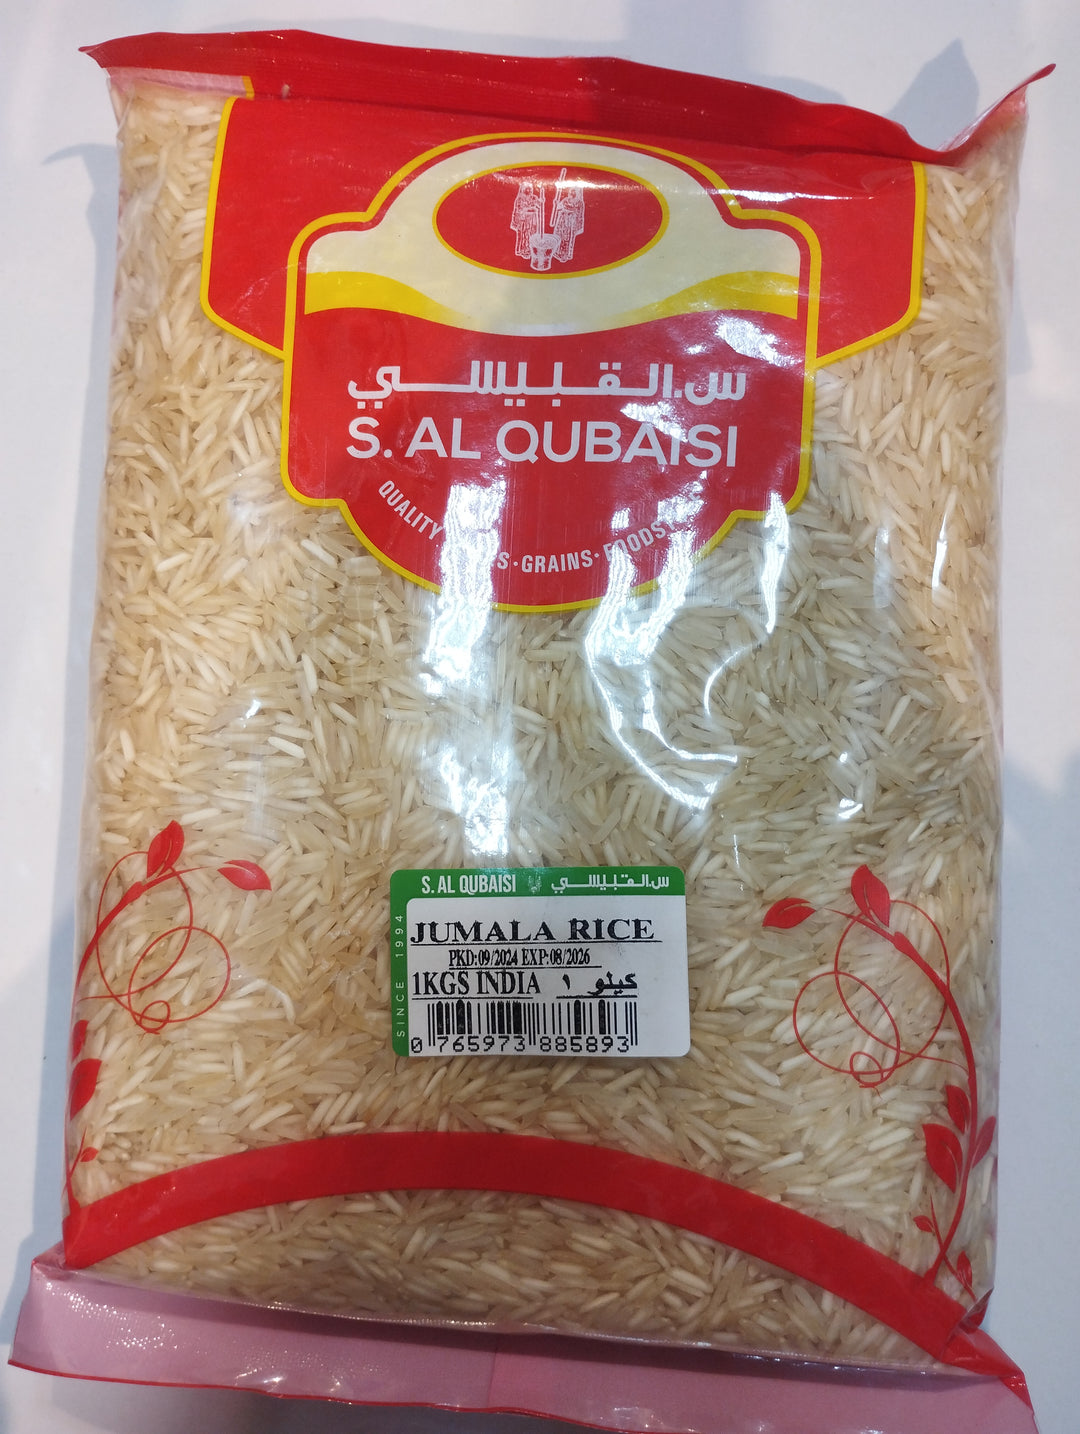 س.القبيسي
S. AL QUBAISI
QUALITY S·GRAINS·FOODS
S. AL QUBAISI س.القبيسي
SINCE 1994
JUMALA RICE
PKD:09/2024 EXP:08/2026
1KGS INDIA ١ كيلو
0 765973 885893